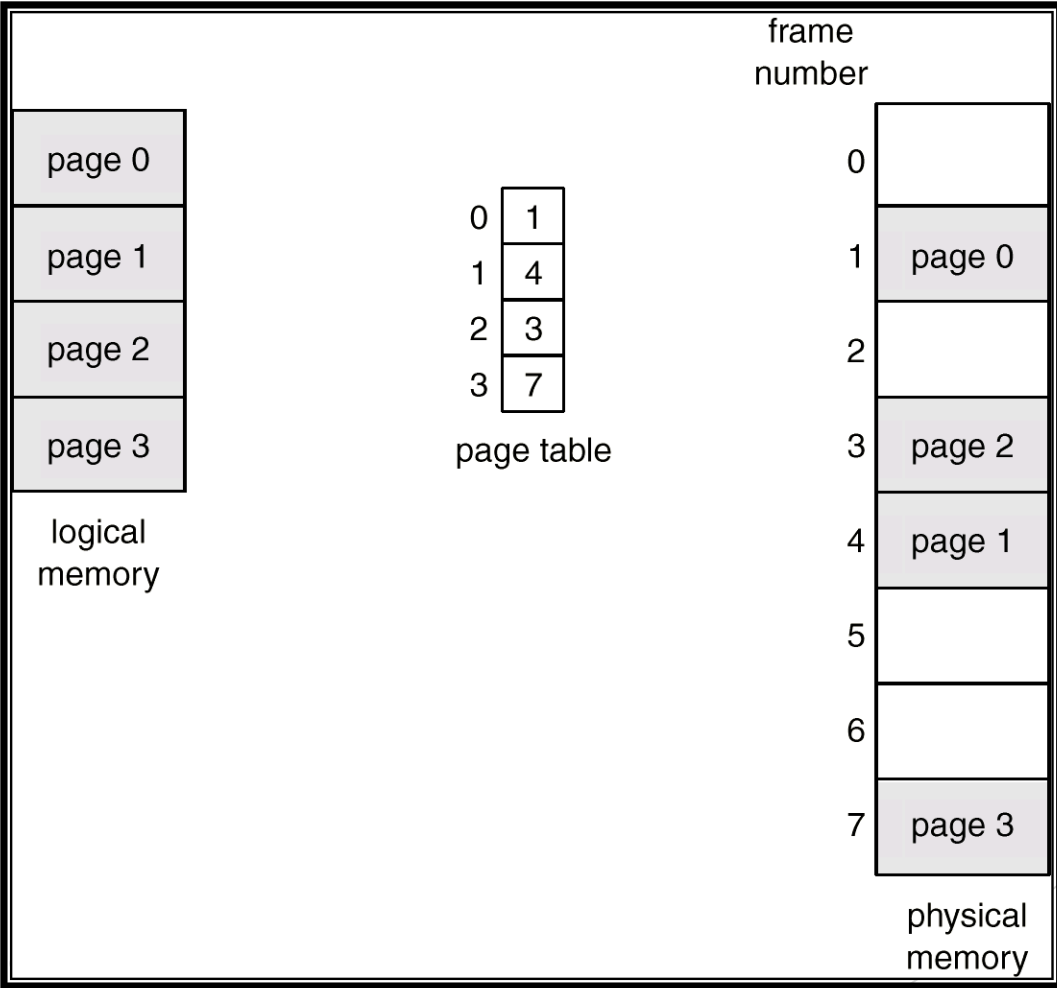 frame
number
page 0
page 1
page 2
page 3
logical
memory
0 1
1 4
2 3
3 7
page table
0
1 page 0
2
3 page 2
4 page 1
5
6
7 page 3
physical
memory